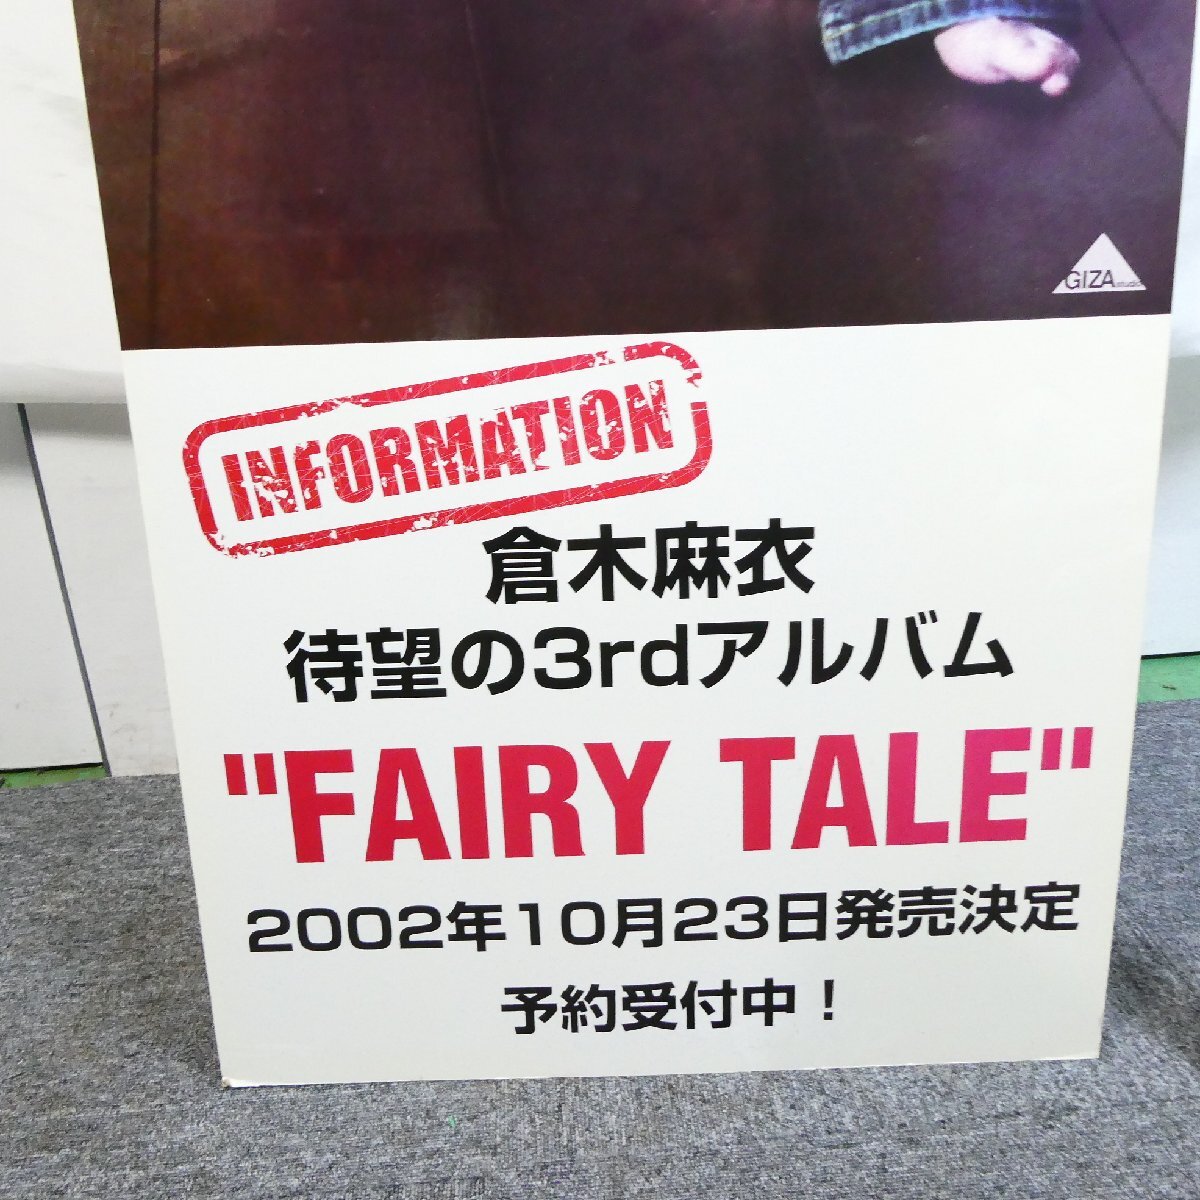 GIZA studio
INFORMATION
倉木麻衣
待望の3rdアルバム
"FAIRY TALE"
2002年10月23日発売決定
予約受付中！